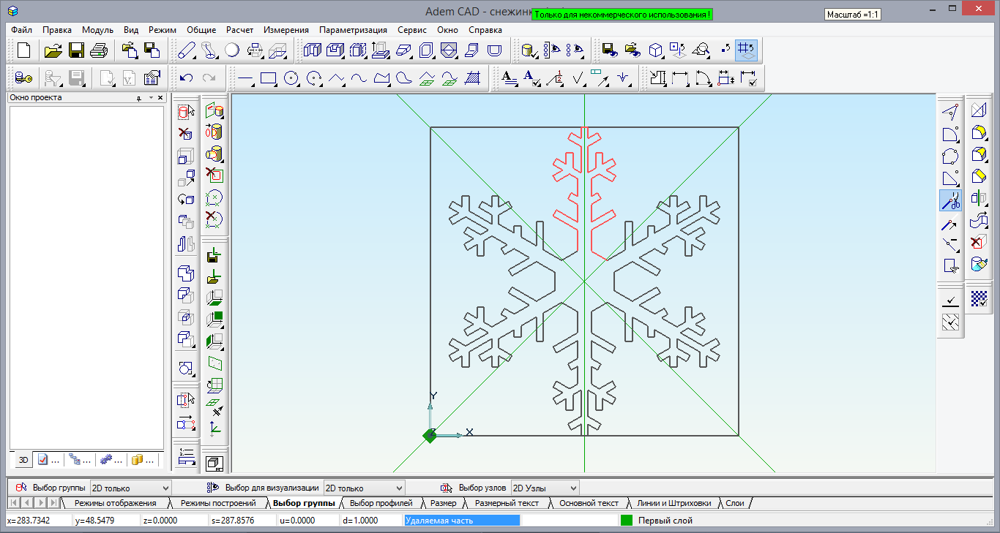 Adem CAD - снежин
Только для некоммерческого использования !
Масштаб =1:1
Файл Правка Модуль Вид Режим Общие Расчет Измерения Параметризация Сервис Окно Справка
Окно проекта
Y
Z
X
3D ... ... ... ...
Выбор группы 2D только Выбор для визуализации 2D только Выбор узлов 2D Узлы
Режимы отображения Режимы построений Выбор группы Выбор профилей Размер Размерный текст Основной текст Линии и Штриховки Слои
x=283.7342 y=48.5479 z=0.0000 s=287.8576 u=0.0000 d=1.0000 Удаляемая часть Первый слой